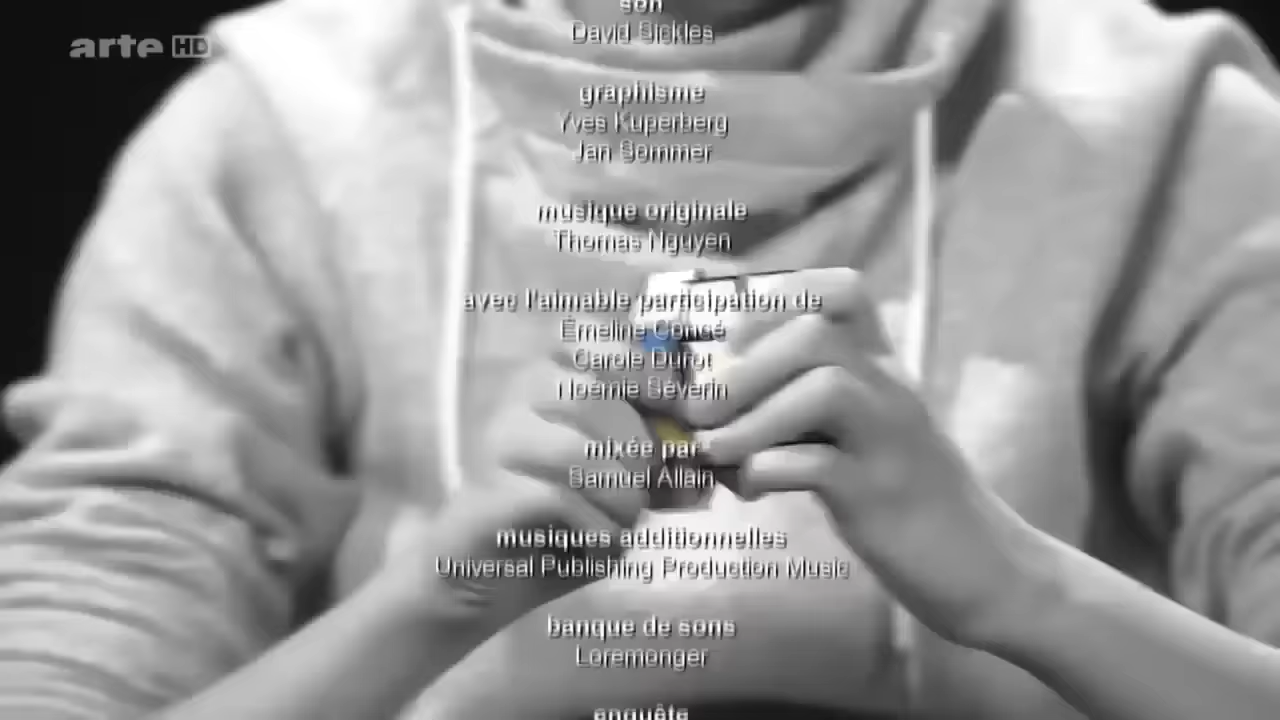 arte HD
son
David Sickles
graphisme
Yves Kuperberg
Jan Sommer
musique originale
Thomas Nguyen
avec l'aimable participation de
Émeline Concé
Carole Durot
Noémie Séverin
mixée par
Samuel Allain
musiques additionnelles
Universal Publishing Production Music
banque de sons
Loremonger
enquête